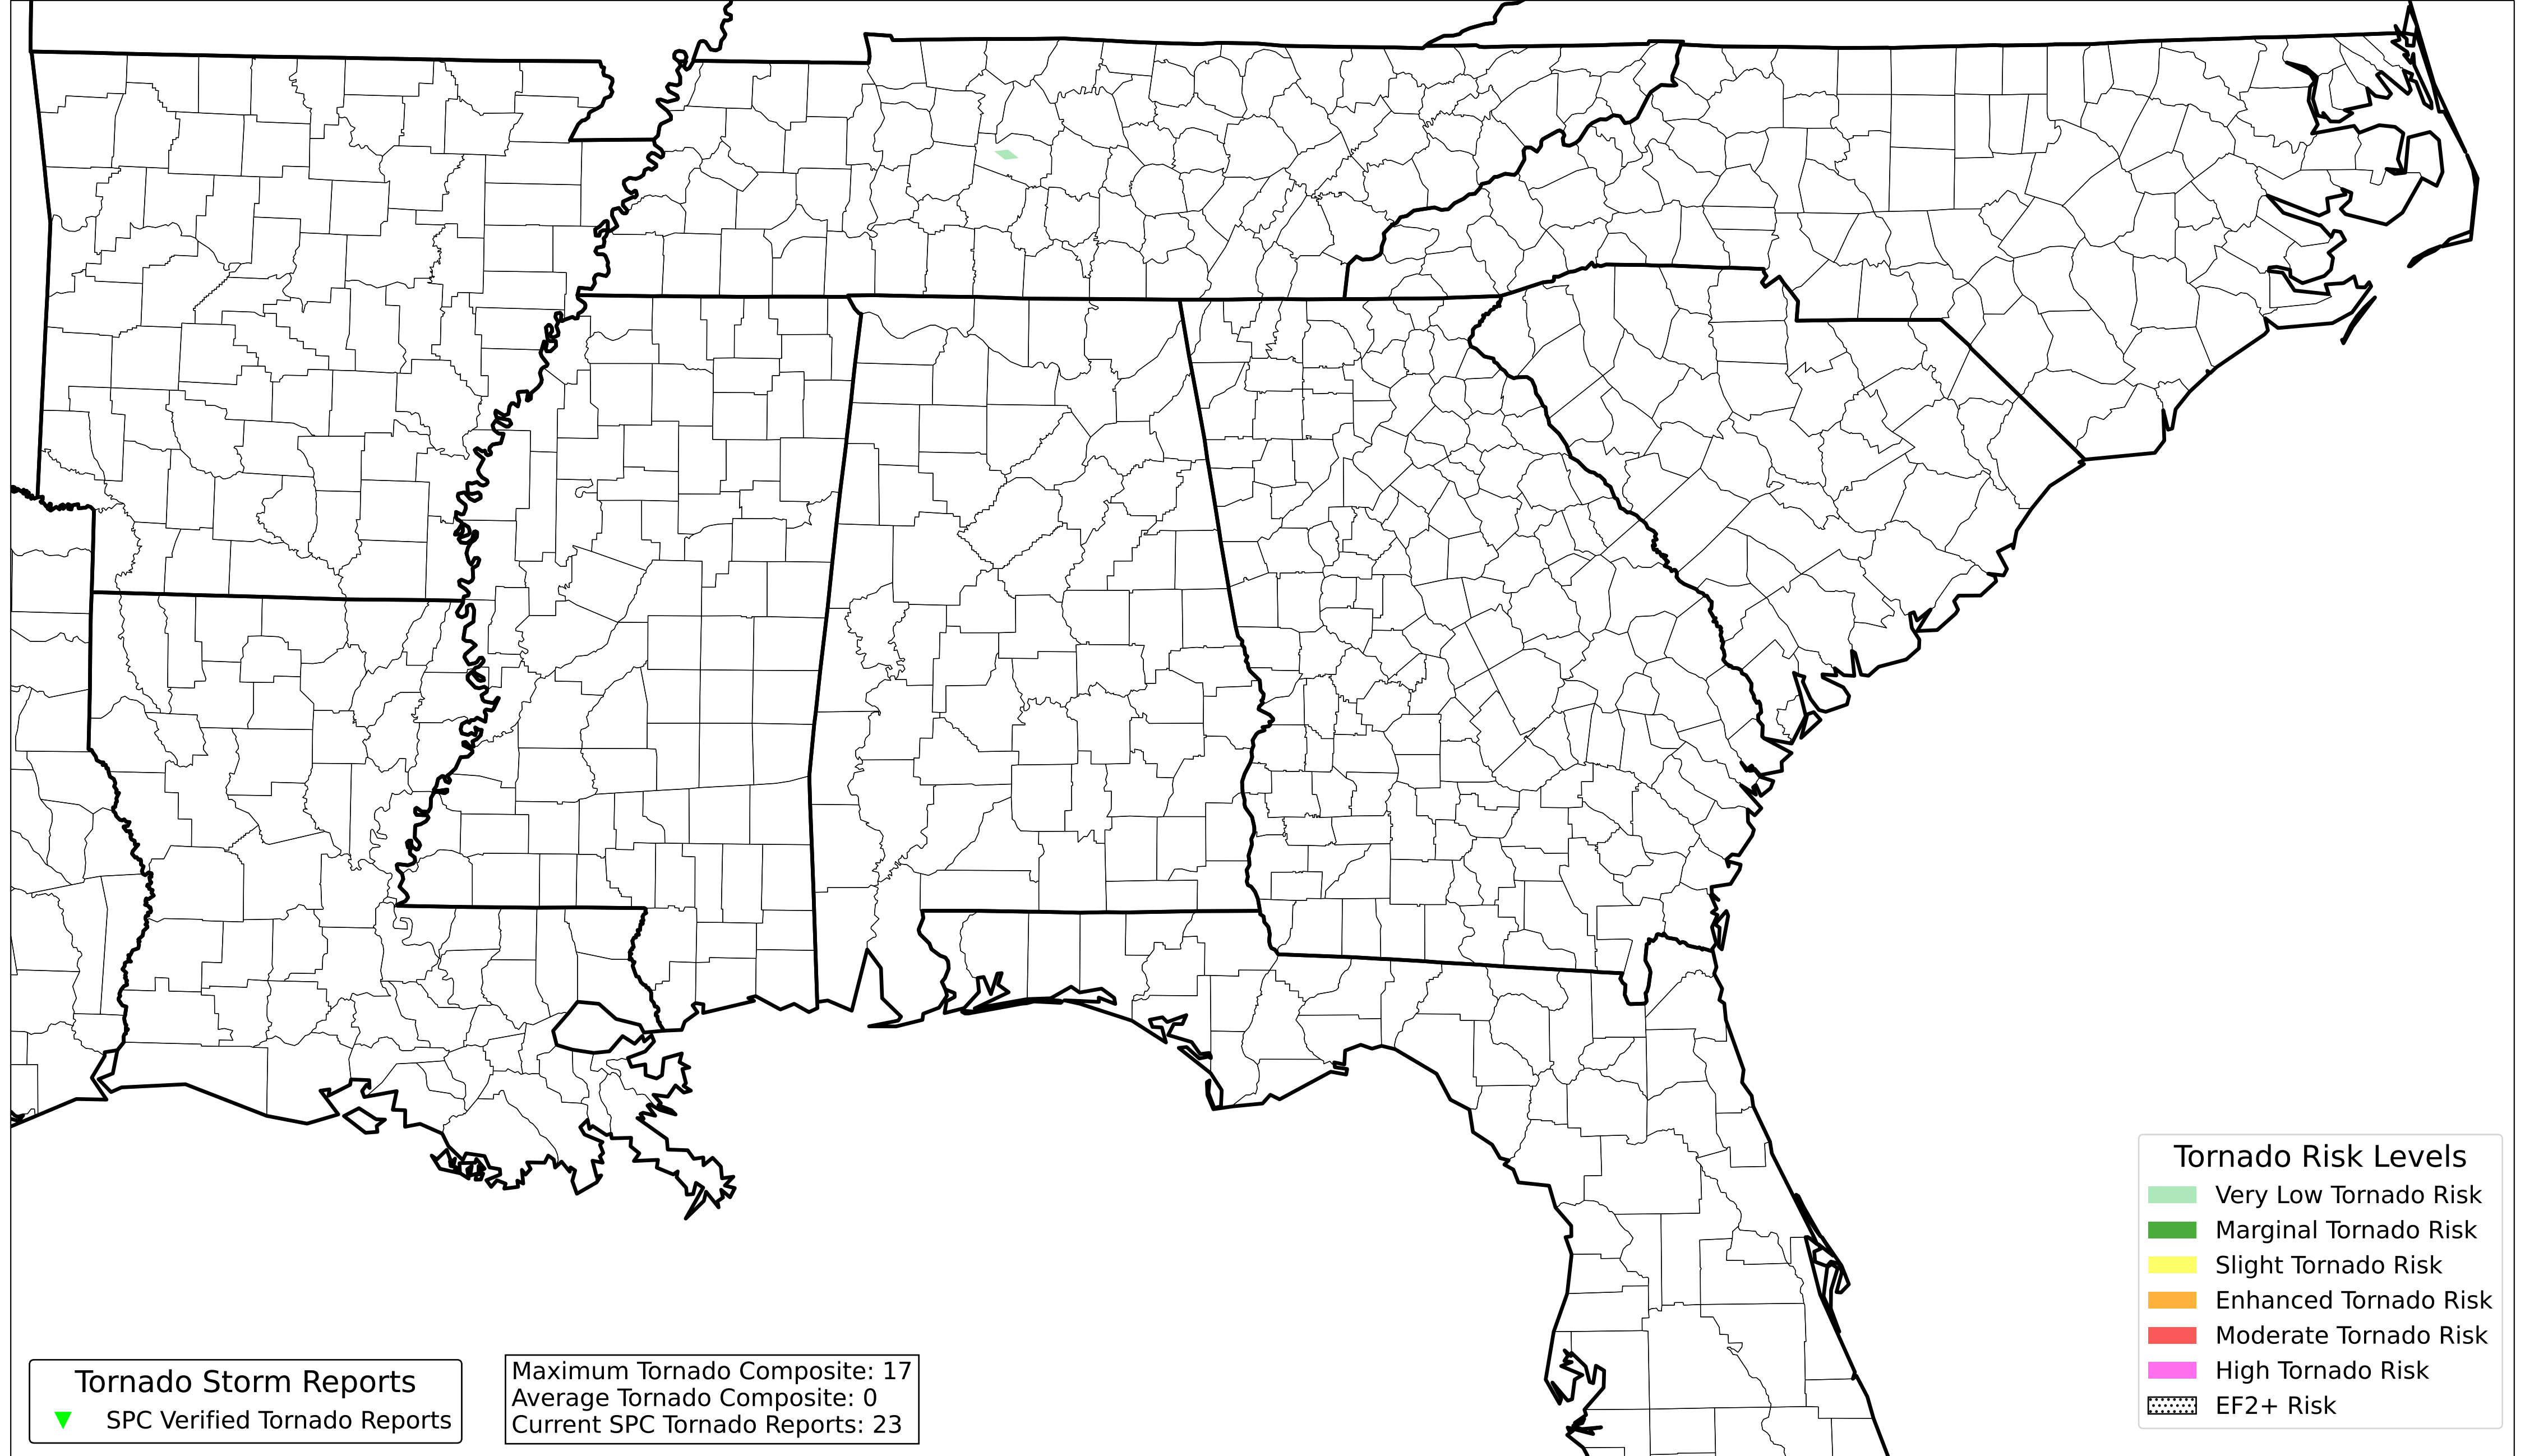 Tornado Risk Levels
Very Low Tornado Risk
Marginal Tornado Risk
Slight Tornado Risk
Enhanced Tornado Risk
Moderate Tornado Risk
High Tornado Risk
EF2+ Risk
Tornado Storm Reports
SPC Verified Tornado Reports
Maximum Tornado Composite: 17
Average Tornado Composite: 0
Current SPC Tornado Reports: 23